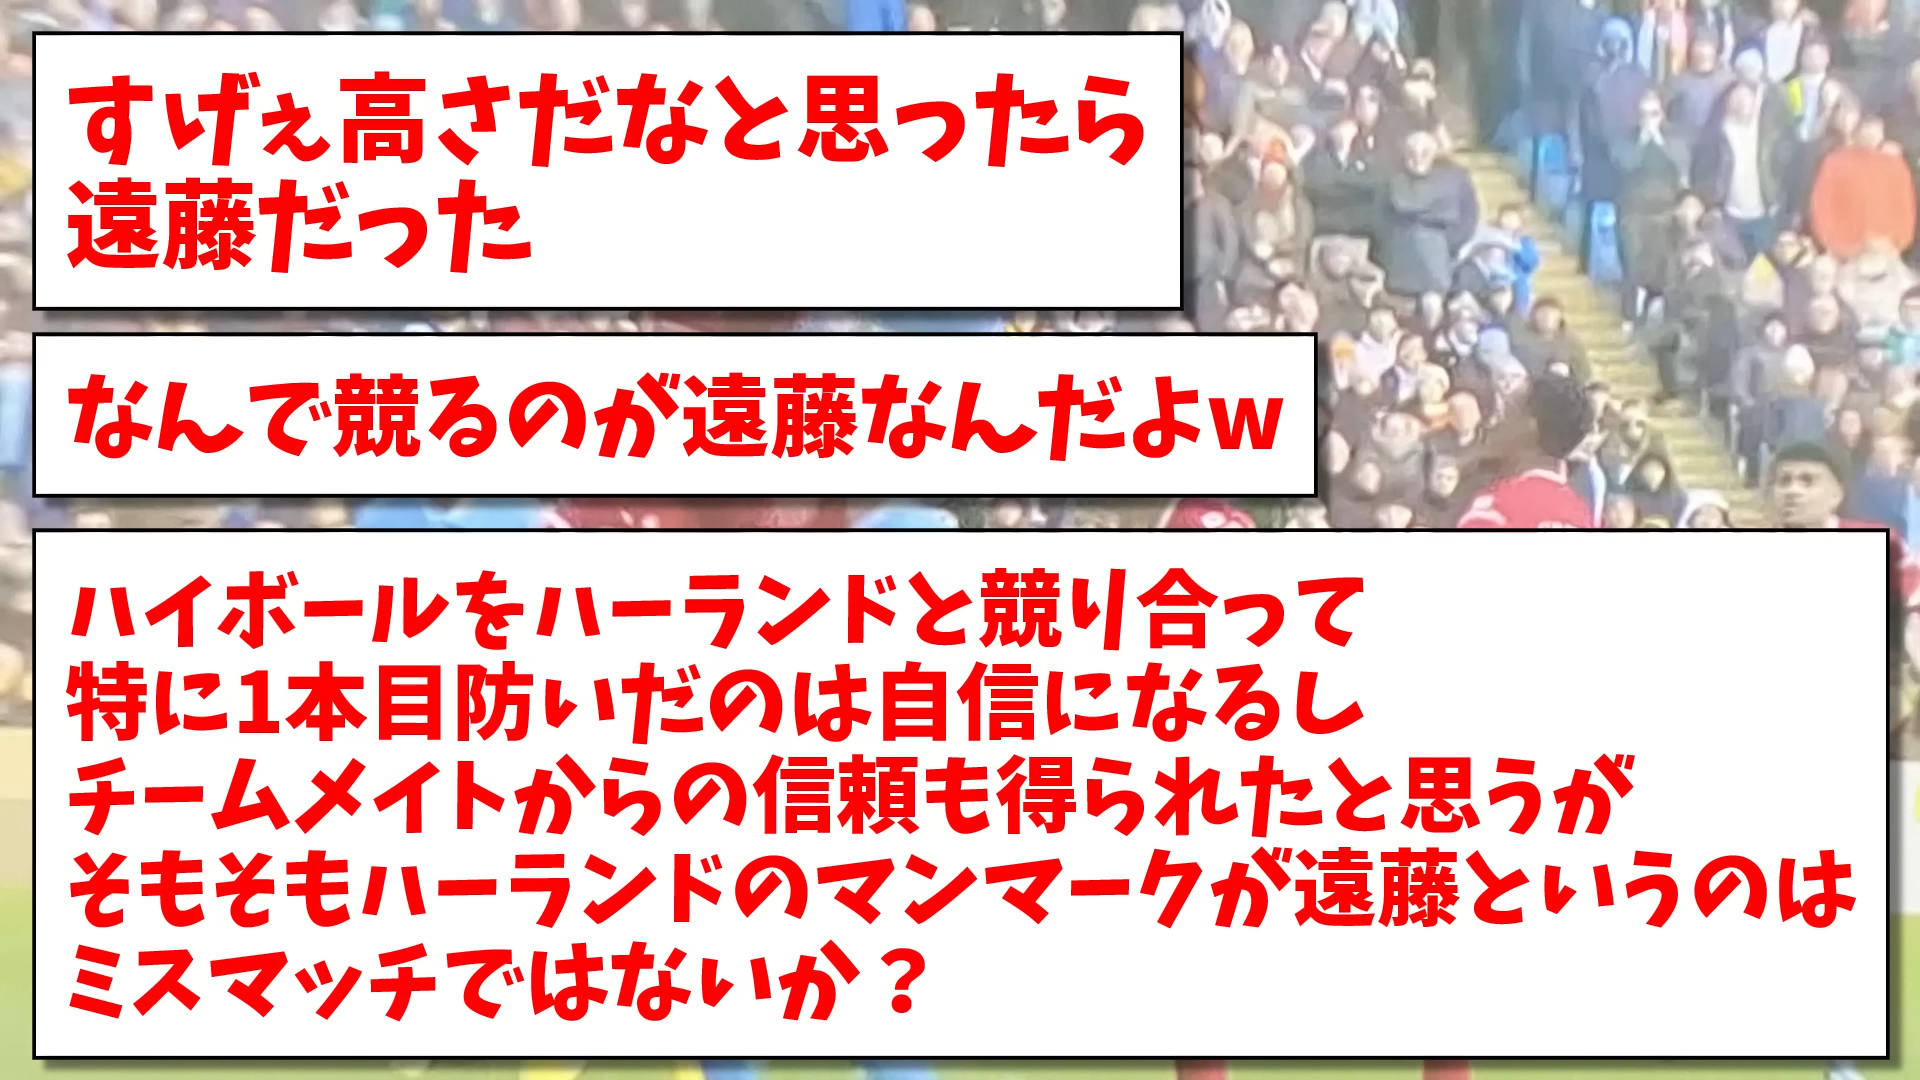 すげぇ高さだなと思ったら
遠藤だった
なんで競るのが遠藤なんだよw
ハイボールをハーランドと競り合って
特に1本目防いだのは自信になるし
チームメイトからの信頼も得られたと思うが
そもそもハーランドのマンマークが遠藤というのは
ミスマッチではないか？